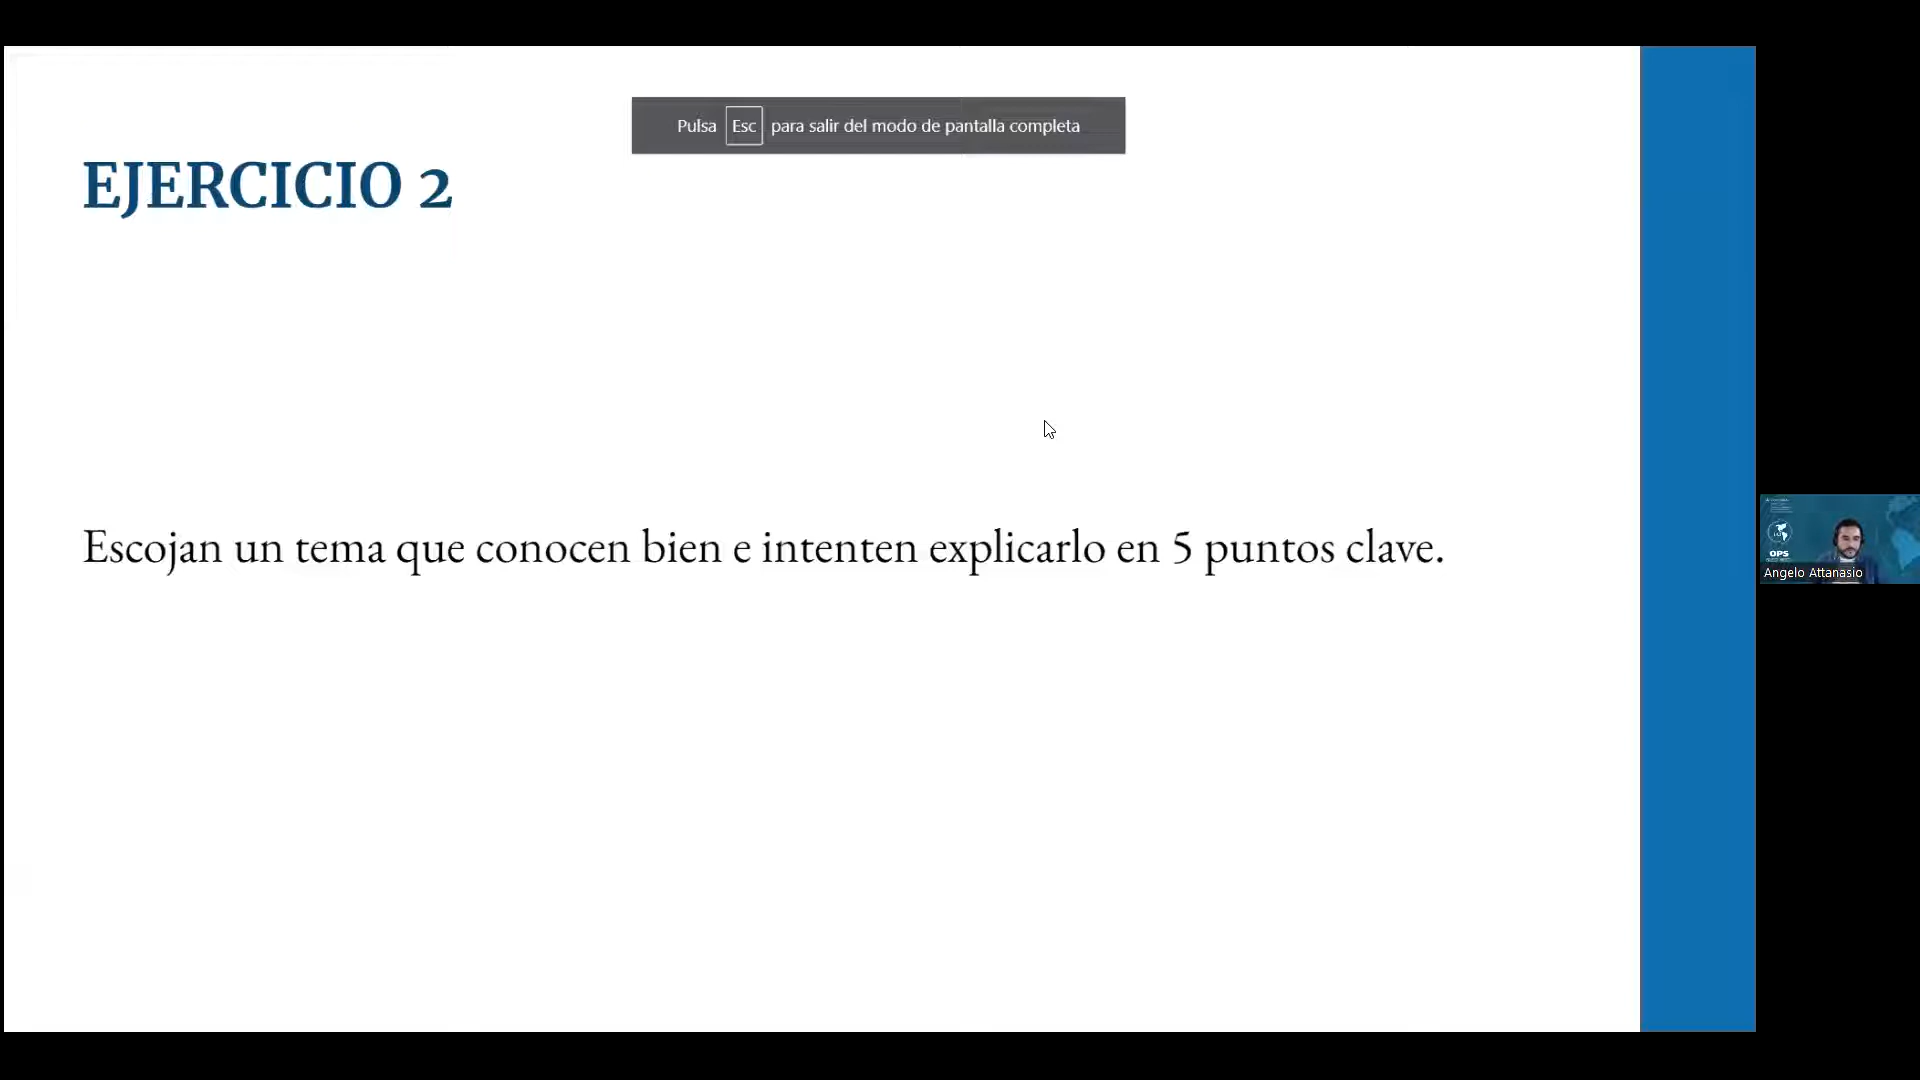 Pulsa Esc para salir del modo de pantalla completa
EJERCICIO 2
Escojan un tema que conocen bien e intenten explicarlo en 5 puntos clave.
OPS
Angelo Attanasio